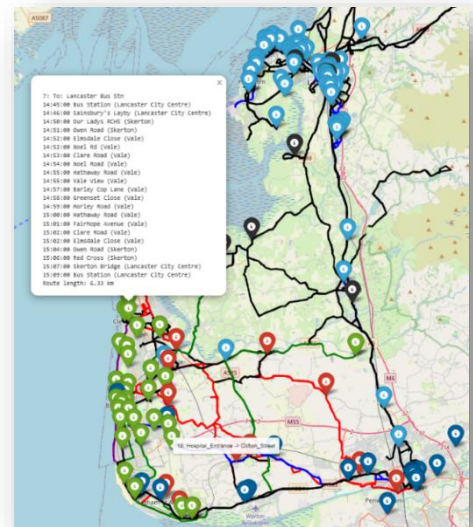 A5087
7: To: Lancaster Bus Stn
14:45:00 Bus Station (Lancaster City Centre)
14:46:00 Sainsbury's Layby (Lancaster City Centre)
14:50:00 Our Ladys RCHS (Skerton)
14:51:00 Owen Road (Skerton)
14:52:00 Elmsdale Close (Vale)
14:52:00 Noel Rd (Vale)
14:53:00 Clare Road (Vale)
14:54:00 Noel Road (Vale)
14:55:00 Hathaway Road (Vale)
14:55:00 Vale View (Vale)
14:57:00 Barley Cop Lane (Vale)
14:58:00 Greenset Close (Vale)
14:59:00 Morley Road (Vale)
15:00:00 Hathaway Road (Vale)
15:01:00 Fairhope Avenue (Vale)
15:02:00 Clare Road (Vale)
15:02:00 Elmsdale Close (Vale)
15:04:00 Owen Road (Skerton)
15:06:00 Red Cross (Skerton)
15:07:00 Skerton Bridge (Lancaster City Centre)
15:09:00 Bus Station (Lancaster City Centre)
Route length: 6.33 km
M6
A585
M55
Hospital_Entrance -> Clifton_Street